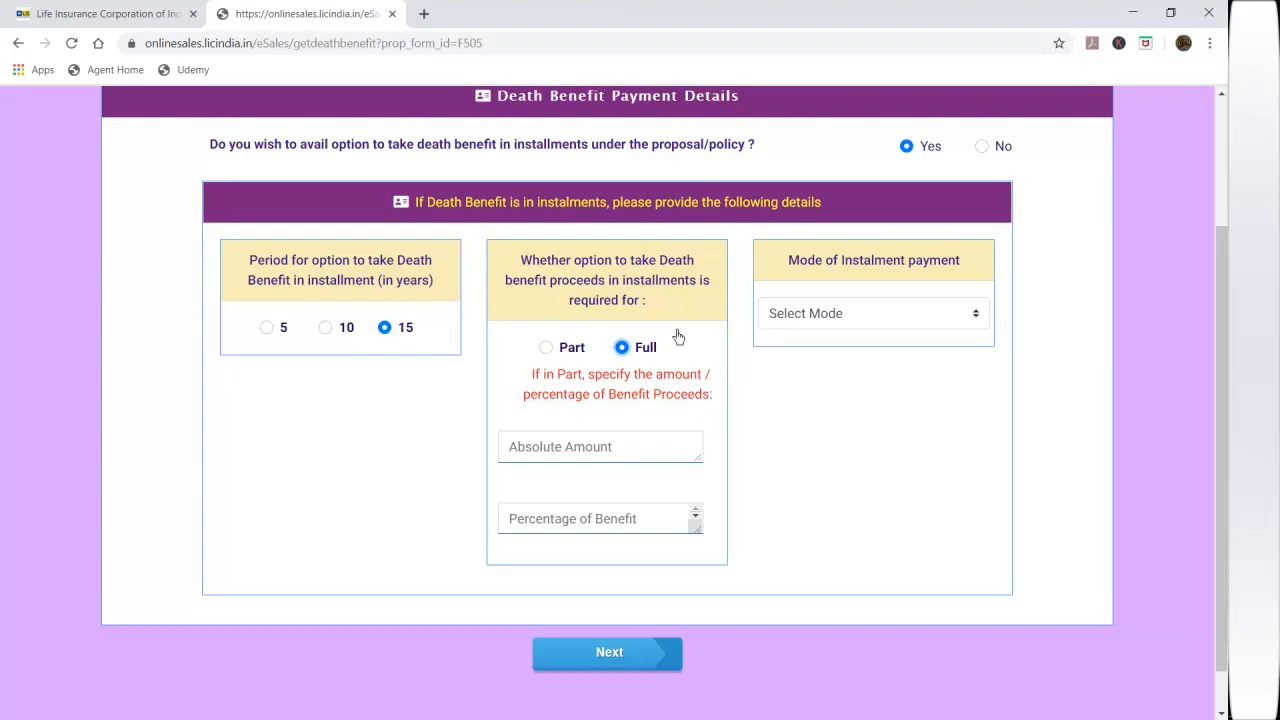 Life Insurance Corporation of Ind
https://onlinesales.licindia.in/eSa
onlinesales.licindia.in/eSales/getdeathbenefit?prop_form_id=F505
Apps
Agent Home
Udemy
Death Benefit Payment Details
Do you wish to avail option to take death benefit in installments under the proposal/policy ?
Yes
No
If Death Benefit is in instalments, please provide the following details
Period for option to take Death
Benefit in installment (in years)
5
10
15
Whether option to take Death
benefit proceeds in installments is
required for :
Part
Full
If in Part, specify the amount /
percentage of Benefit Proceeds:
Absolute Amount
Percentage of Benefit
Mode of Instalment payment
Select Mode
Next